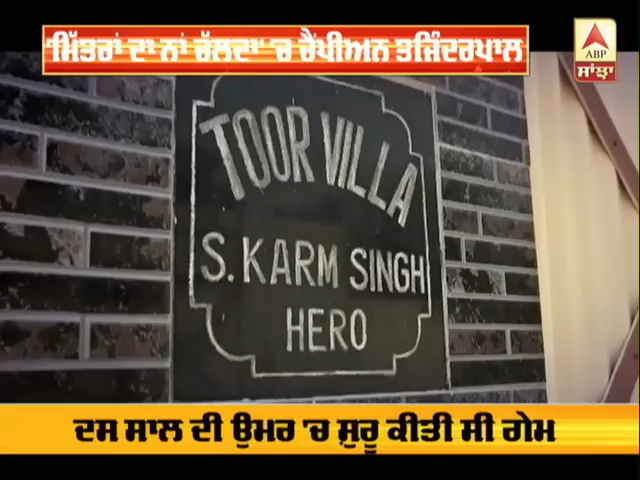 'ਮਿੱਤਰਾਂ ਦਾ ਨਾਂ ਚੱਲਦਾ' 'ਚ ਚੈਂਪੀਅਨ ਤਜਿੰਦਰਪਾਲ
ABP
ਸਾਂਝਾ
TOOR VILLA
S. KARM SINGH
HERO
ਦਸ ਸਾਲ ਦੀ ਉਮਰ 'ਚ ਸ਼ੁਰੂ ਕੀਤੀ ਸੀ ਗੇਮ